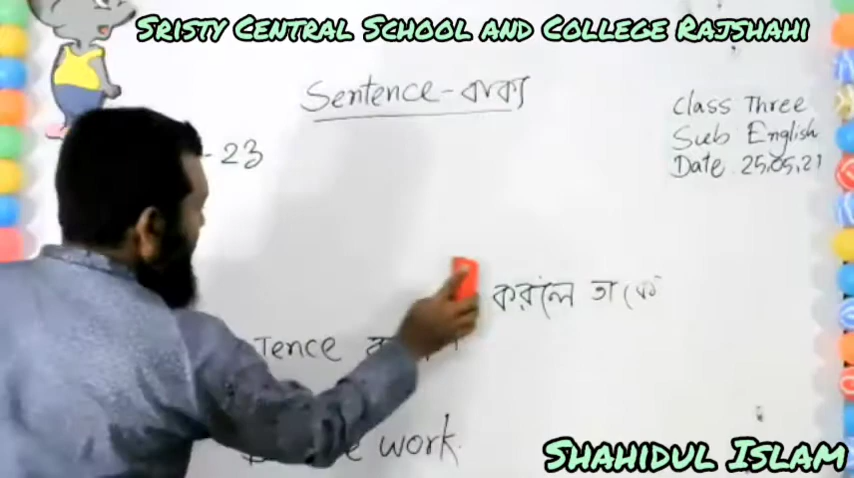 SRISTY CENTRAL SCHOOL AND COLLEGE RAJSHAHI
Sentence-বাক্য
Class Three
Sub English
Date 25.05.21
- 23
করলে তাকে
tence
work.
SHAHIDUL ISLAM